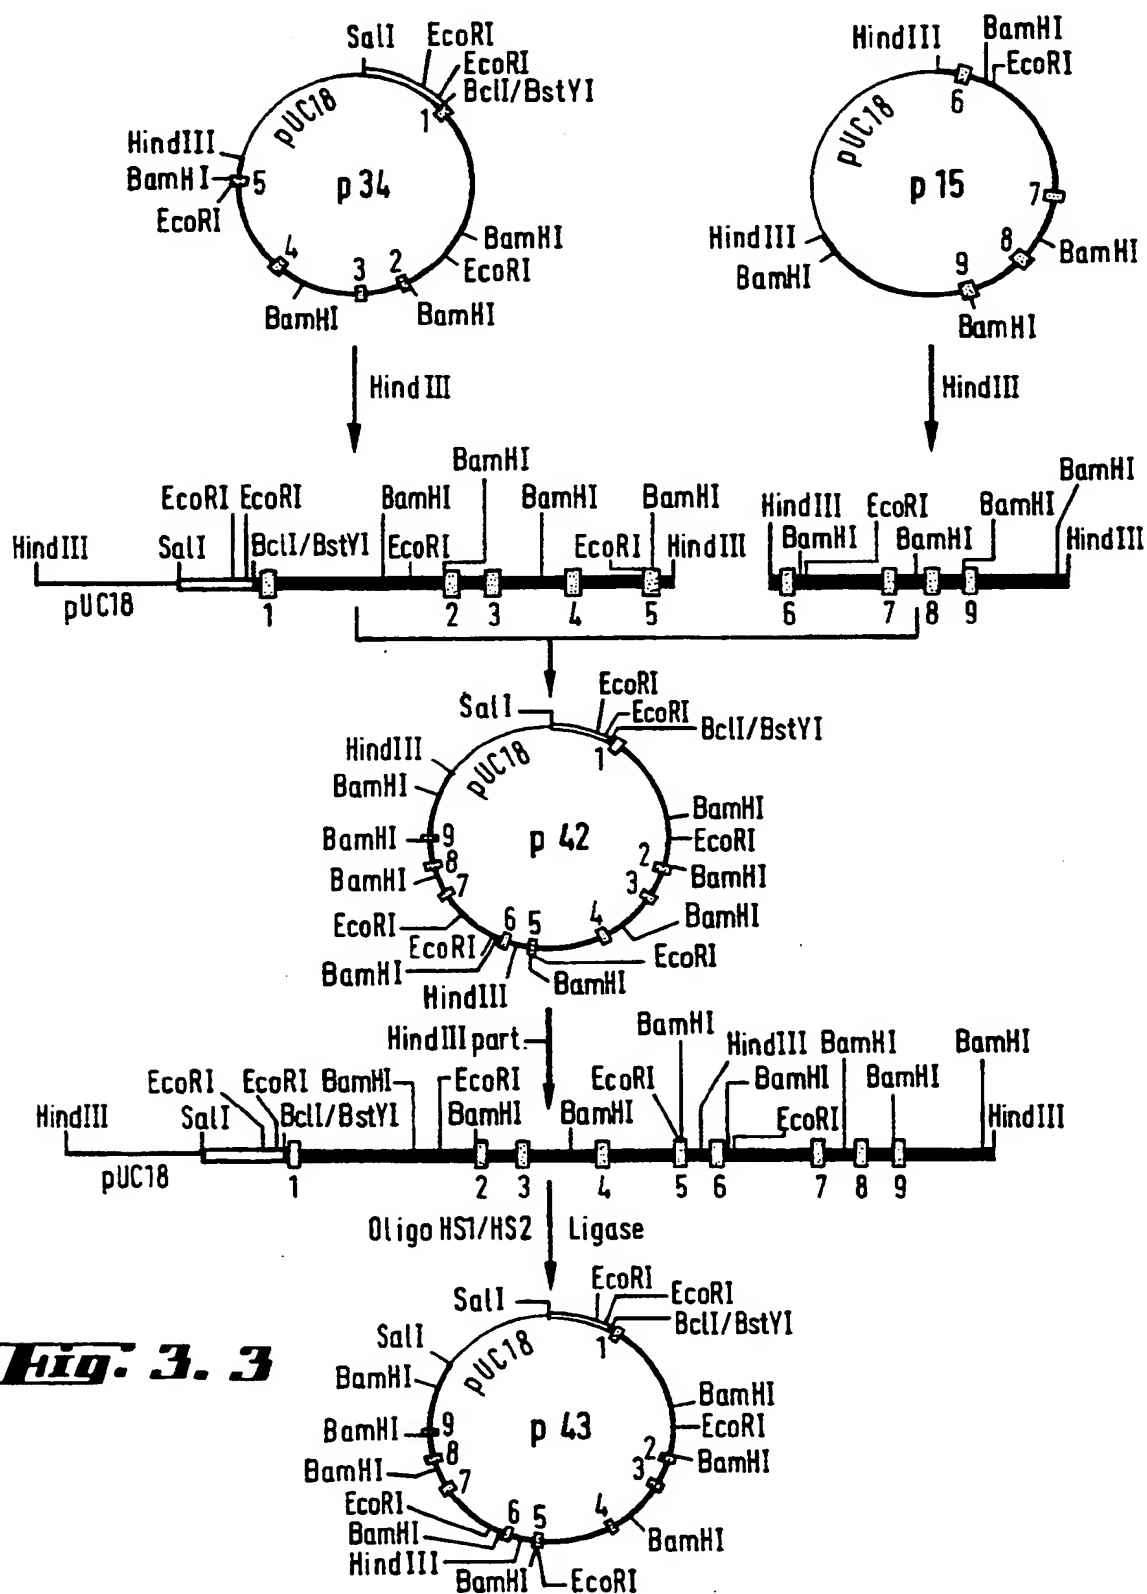 SalI
EcoRI
EcoRI
BclI/BstYI
pUC18
1
HindIII
BamHI
5
EcoRI
p 34
4
3
2
BamHI
EcoRI
BamHI
BamHI
HindIII
BamHI
EcoRI
6
pUC18
p 15
7
HindIII
BamHI
8
BamHI
9
BamHI
HindIII
HindIII
BamHI
EcoRI EcoRI BamHI BamHI BamHI
HindIII SalI BclI/BstYI EcoRI EcoRI HindIII
pUC18 1 2 3 4 5
BamHI
HindIII EcoRI BamHI
BamHI BamHI HindIII
6 7 8 9
SalI
EcoRI
EcoRI
BclI/BstYI
1
pUC18
HindIII
BamHI
BamHI
9
8
BamHI
7
EcoRI
EcoRI
BamHI
6
HindIII
5
BamHI
EcoRI
4
BamHI
3
2
BamHI
EcoRI
BamHI
p 42
HindIII part.
BamHI
HindIII BamHI BamHI
EcoRI EcoRI BamHI EcoRI EcoRI BamHI BamHI
HindIII SalI BclI/BstYI BamHI BamHI EcoRI HindIII
pUC18 1 2 3 4 5 6 7 8 9
Oligo HS1/HS2 Ligase
SalI
EcoRI
EcoRI
BclI/BstYI
1
pUC18
SalI
BamHI
BamHI
9
8
BamHI
7
EcoRI
BamHI
6
HindIII
5
BamHI
EcoRI
4
BamHI
3
2
BamHI
EcoRI
BamHI
p 43
Fig. 3. 3